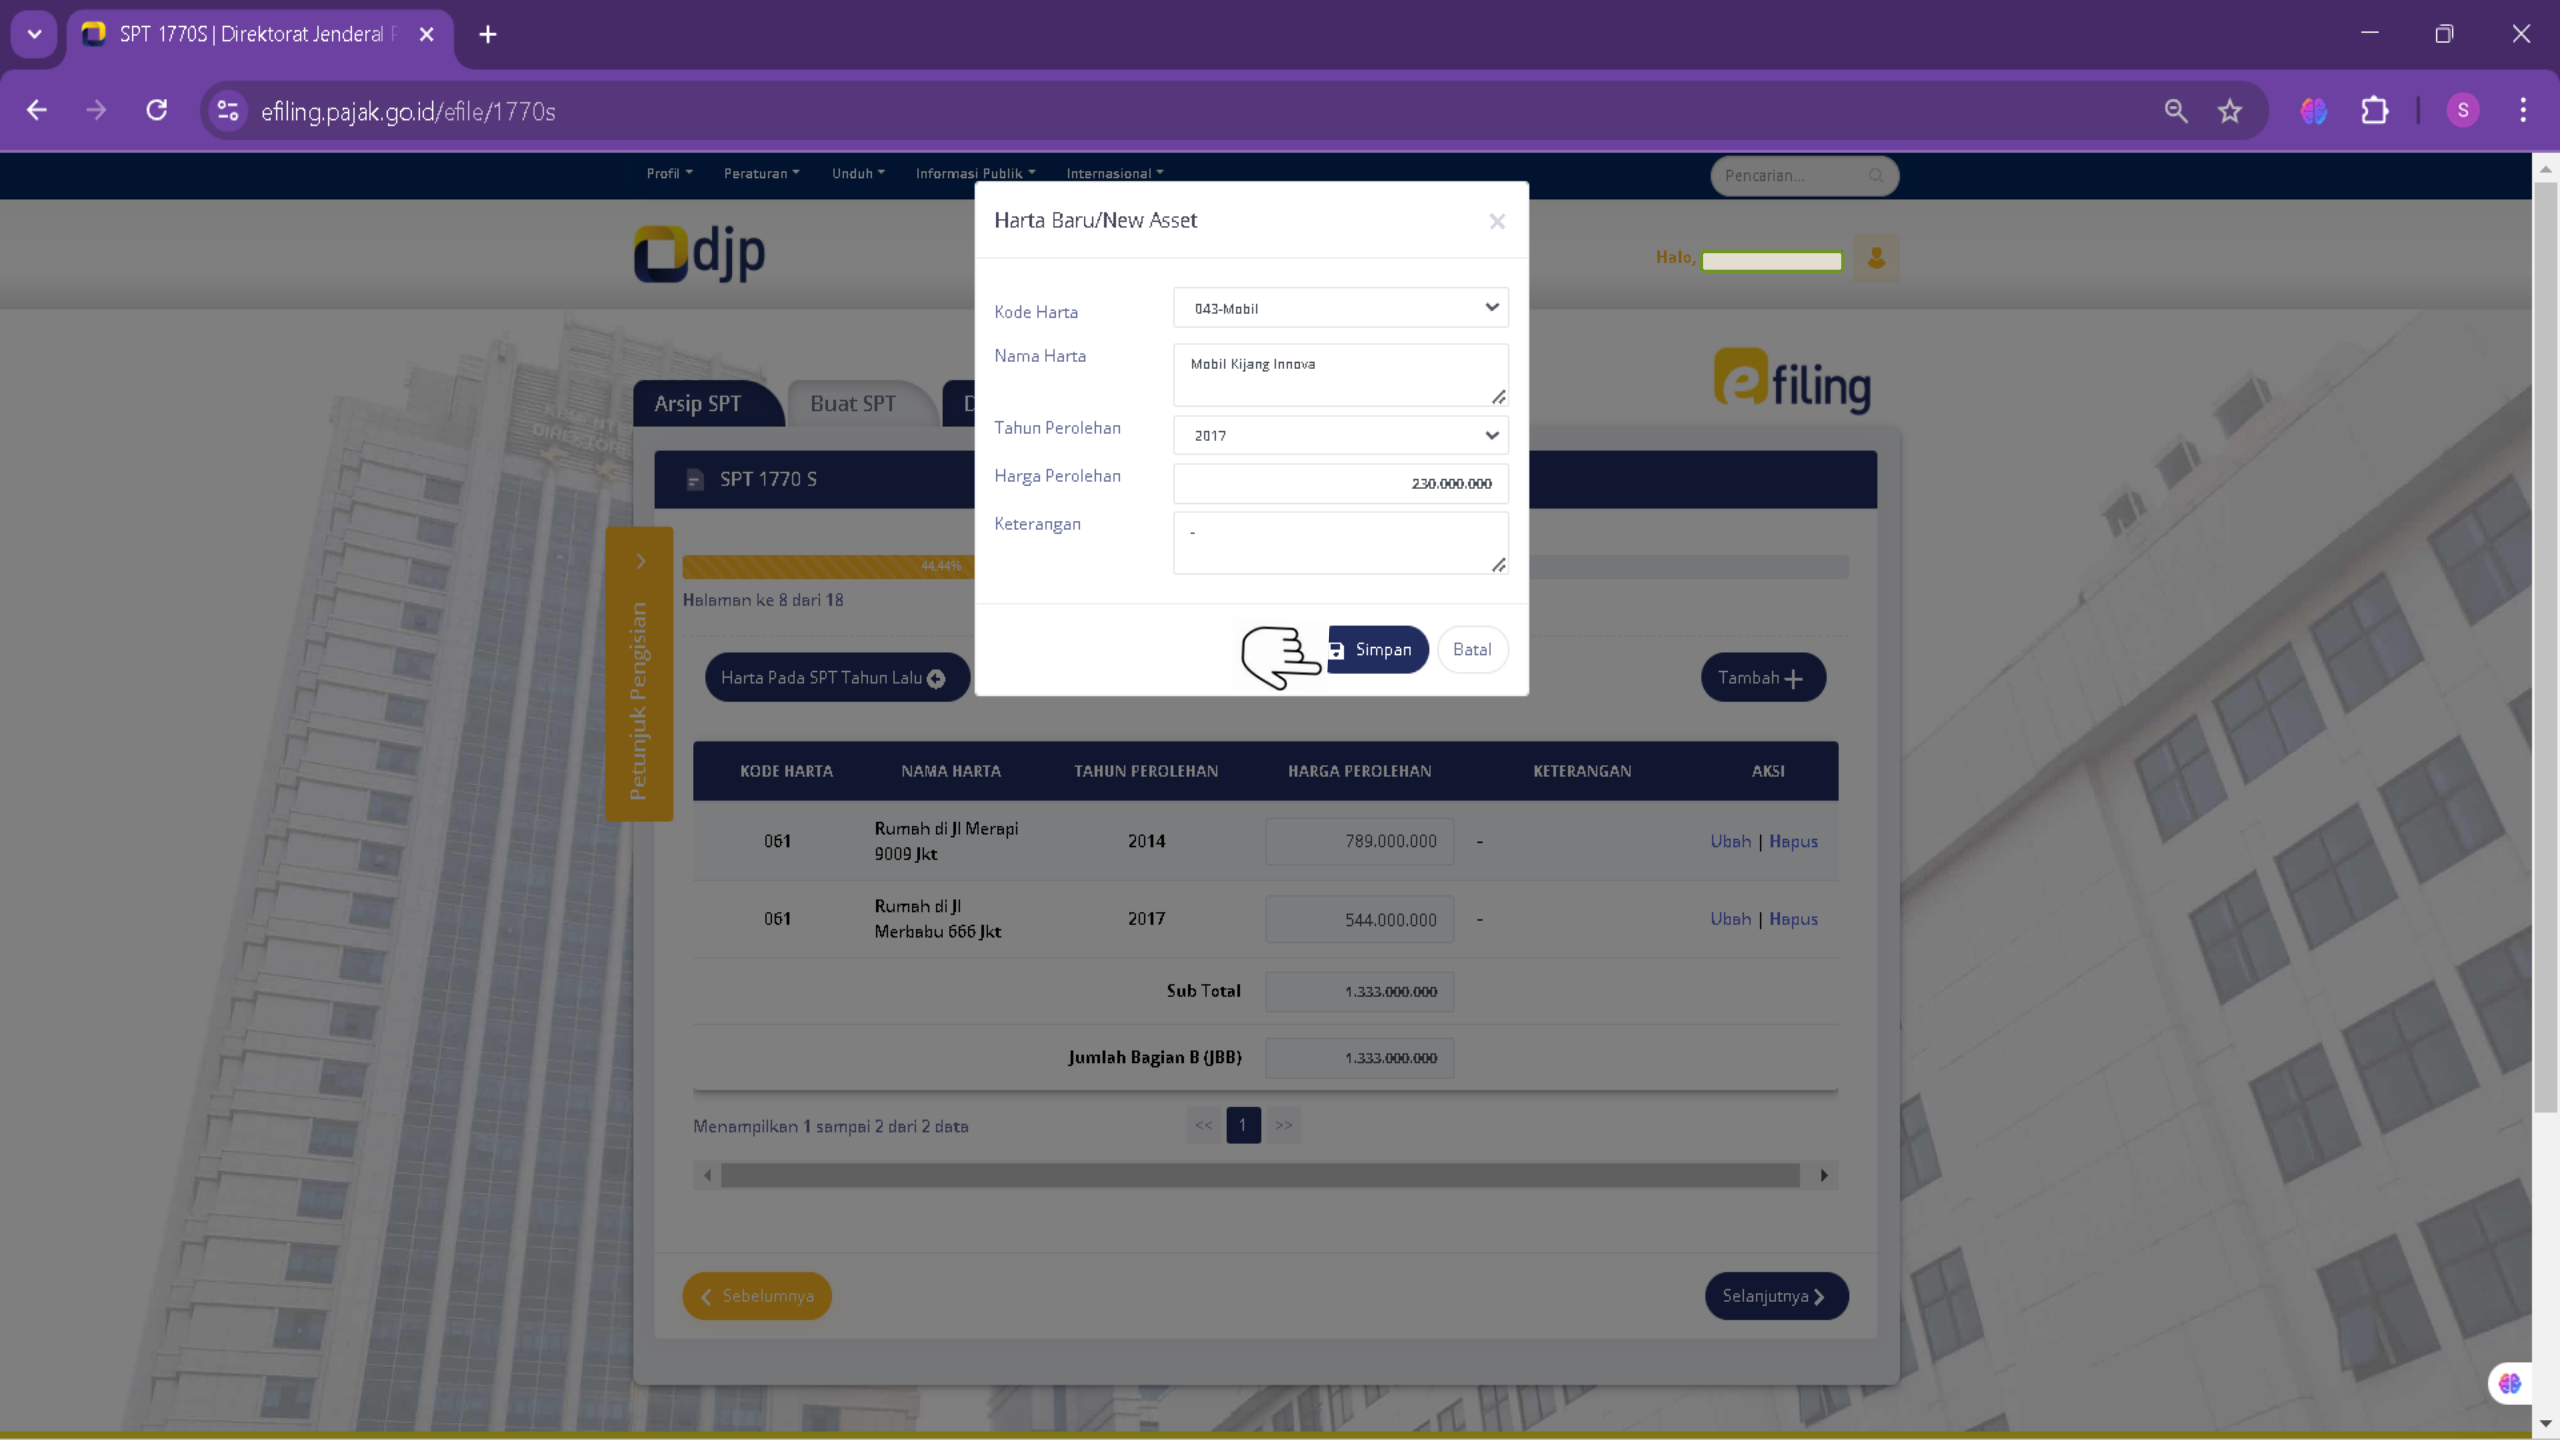 SPT 1770S | Direktorat Jenderal P
efiling.pajak.go.id/efile/1770s
S
Profil Peraturan Unduh Informasi Publik Internasional Pencarian...
djp
Halo,
Harta Baru/New Asset
Kode Harta 043-Mobil
Nama Harta Mobil Kijang Innova
Tahun Perolehan 2017
Harga Perolehan 230.000.000
Keterangan -
Simpan Batal
Arsip SPT Buat SPT D
efiling
SPT 1770 S
44,44%
Halaman ke 8 dari 18
Petunjuk Pengisian
Harta Pada SPT Tahun Lalu Tambah
KODE HARTA NAMA HARTA TAHUN PEROLEHAN HARGA PEROLEHAN KETERANGAN AKSI
061 Rumah di Jl Merapi 9009 Jkt 2014 789.000.000 - Ubah | Hapus
061 Rumah di Jl Merbabu 666 Jkt 2017 544.000.000 - Ubah | Hapus
Sub Total 1.333.000.000
Jumlah Bagian B (JBB) 1.333.000.000
Menampilkan 1 sampai 2 dari 2 data << 1 >>
Sebelumnya Selanjutnya